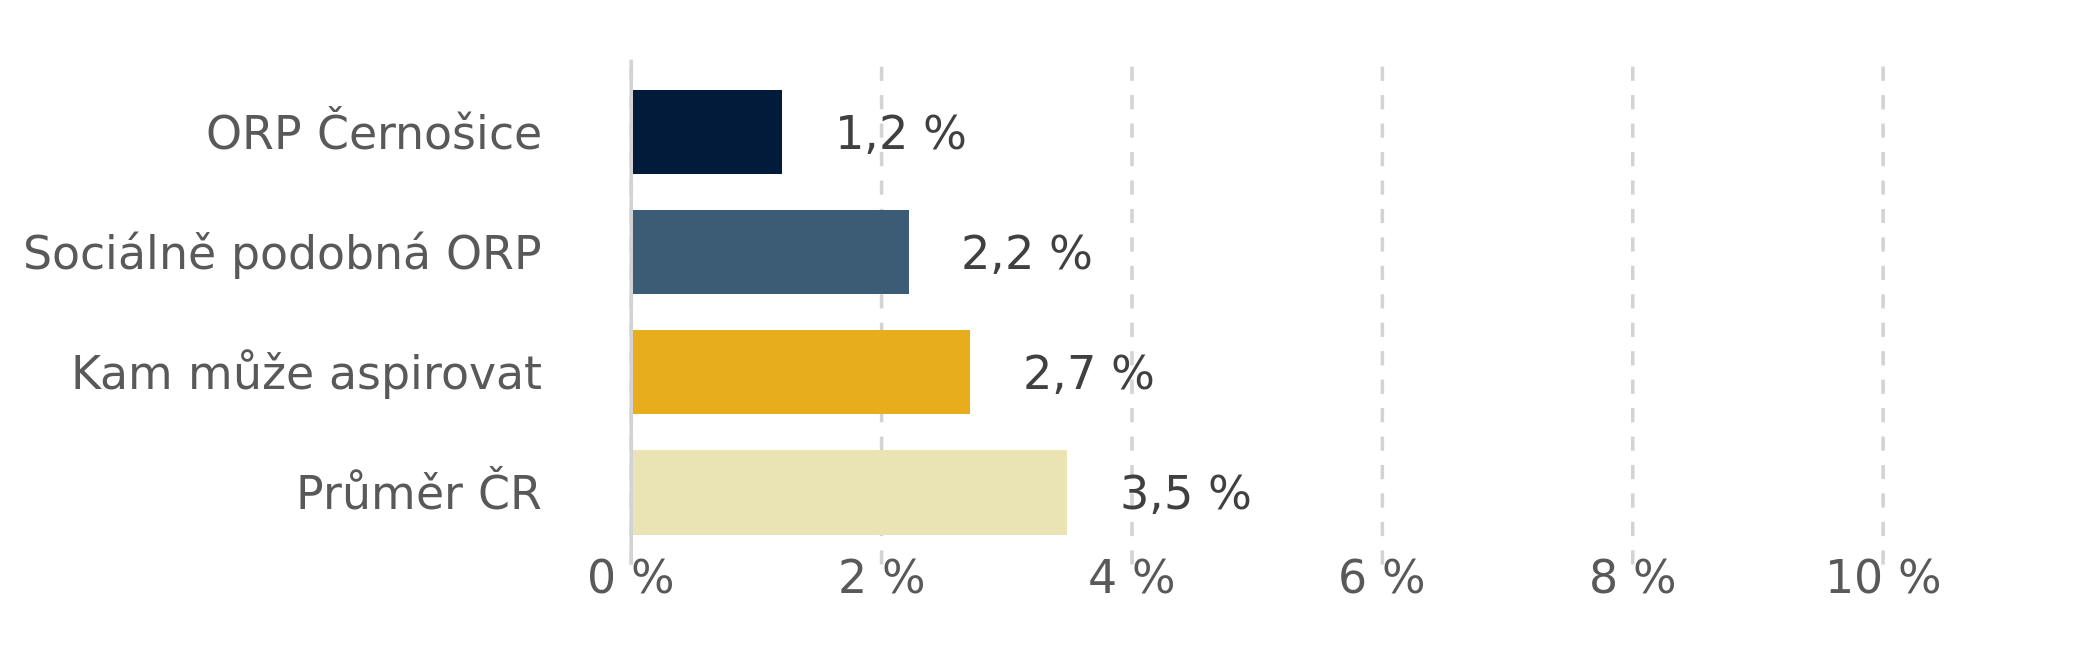 ORP Černošice
1,2 %
Sociálně podobná ORP
2,2 %
Kam může aspirovat
2,7 %
Průměr ČR
3,5 %
0 %
2 %
4 %
6 %
8 %
10 %